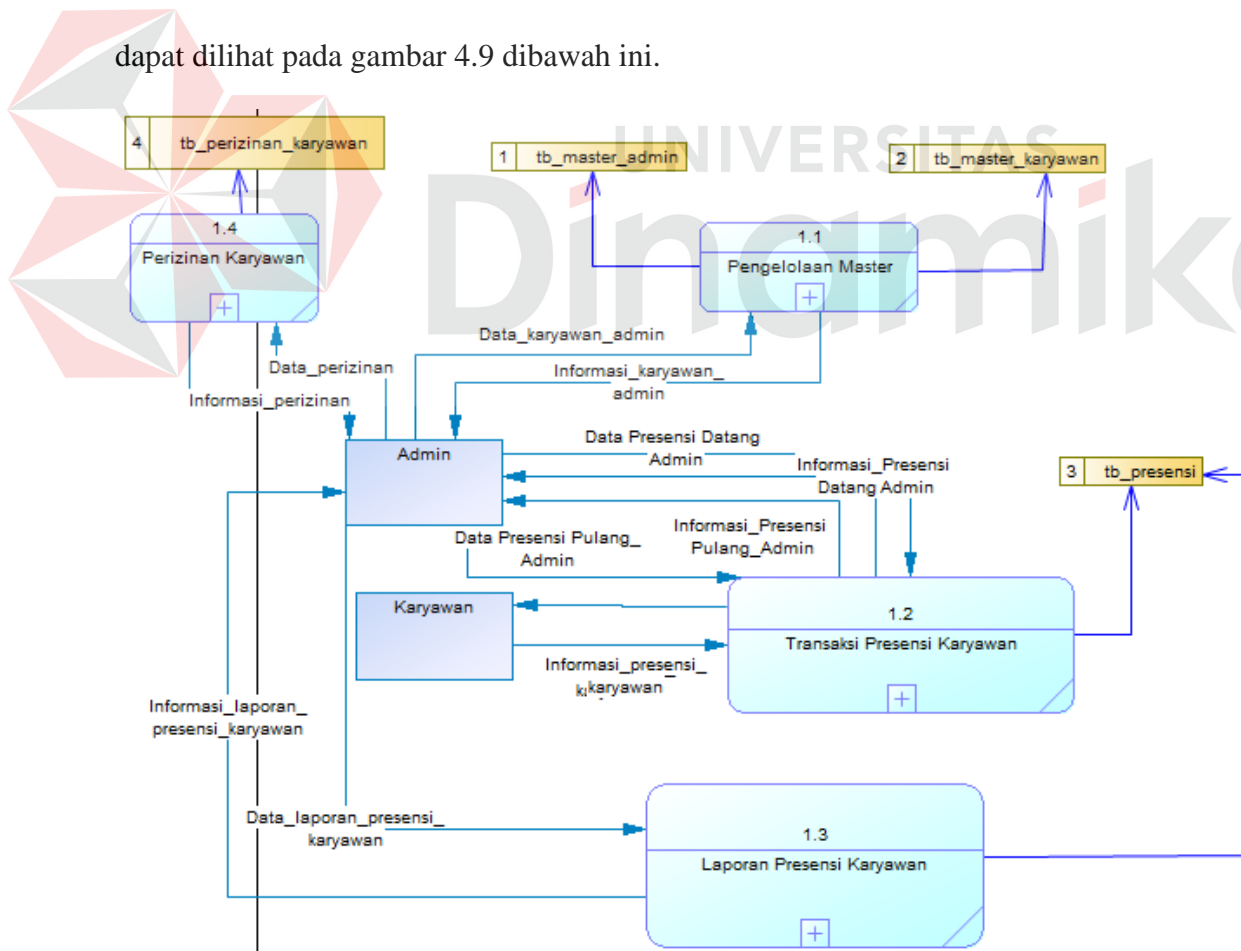 dapat dilihat pada gambar 4.9 dibawah ini.
UNIVERSITAS
Dinamika
4 tb_perizinan_karyawan
1 tb_master_admin
2 tb_master_karyawan
1.4
Perizinan Karyawan
1.1
Pengelolaan Master
Data_karyawan_admin
Data_perizinan
Informasi_karyawan_
admin
Informasi_perizinan
Admin
Data Presensi Datang
Admin
Informasi_Presensi
Datang Admin
3 tb_presensi
Data Presensi Pulang_
Admin
Informasi_Presensi
Pulang_Admin
Karyawan
1.2
Transaksi Presensi Karyawan
Informasi_presensi_
karyawan
Informasi_laporan_
presensi_karyawan
Data_laporan_presensi_
karyawan
1.3
Laporan Presensi Karyawan